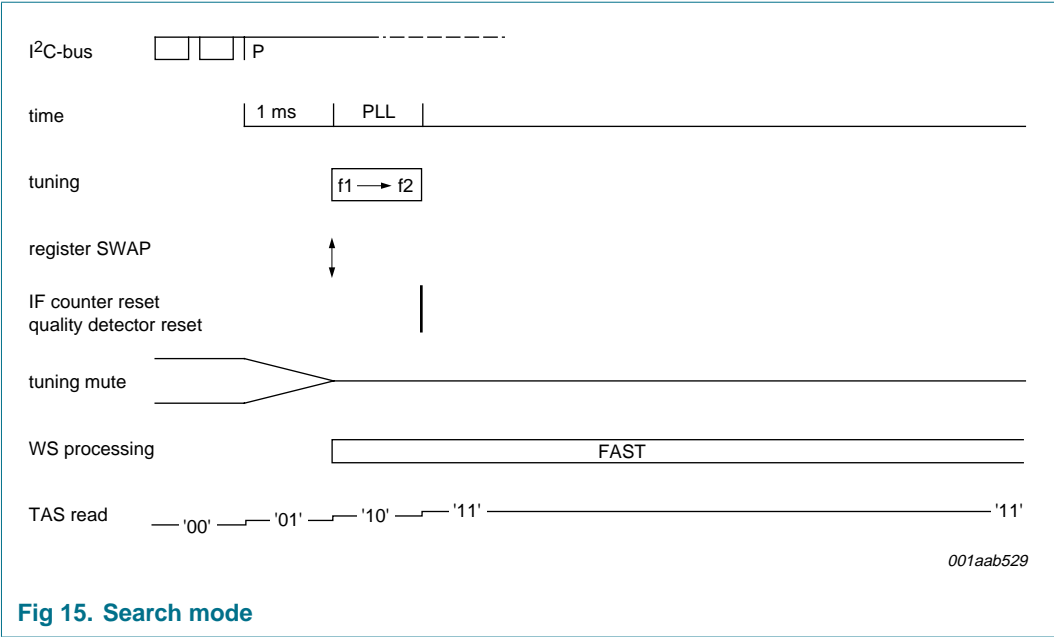 I2C-bus P
time 1 ms PLL
tuning f1 f2
register SWAP
IF counter reset
quality detector reset
tuning mute
WS processing FAST
TAS read '00' '01' '10' '11' '11'
001aab529
Fig 15. Search mode